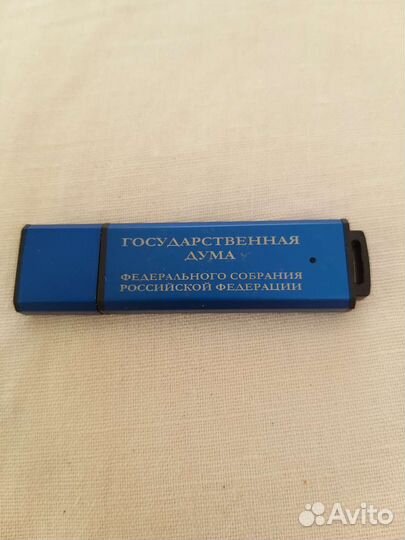 ГОСУДАРСТВЕННАЯ
ДУМА
ФЕДЕРАЛЬНОГО СОБРАНИЯ
РОССИЙСКОЙ ФЕДЕРАЦИИ
Avito